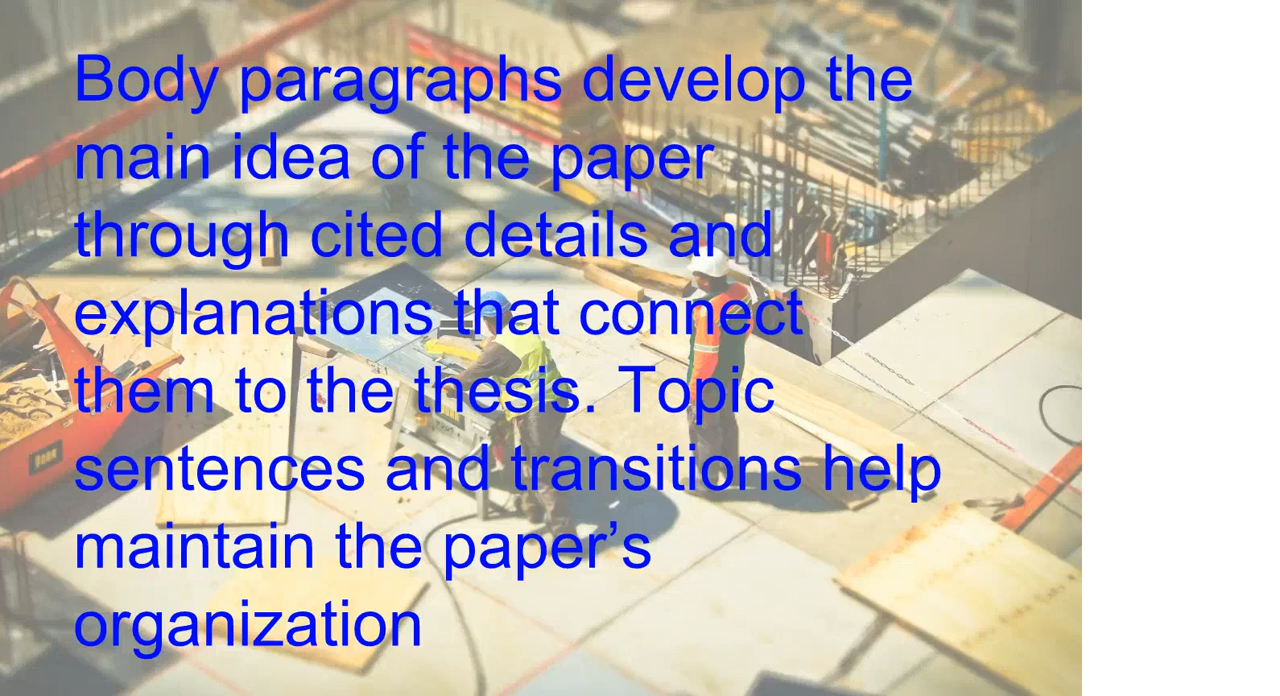 Body paragraphs develop the
main idea of the paper
through cited details and
explanations that connect
them to the thesis. Topic
sentences and transitions help
maintain the paper’s
organization